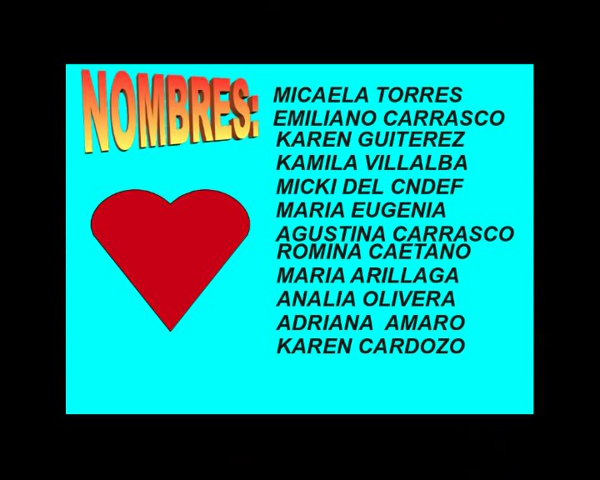 NOMBRES:
MICAELA TORRES
EMILIANO CARRASCO
KAREN GUITEREZ
KAMILA VILLALBA
MICKI DEL CNDEF
MARIA EUGENIA
AGUSTINA CARRASCO
ROMINA CAETANO
MARIA ARILLAGA
ANALIA OLIVERA
ADRIANA  AMARO
KAREN CARDOZO